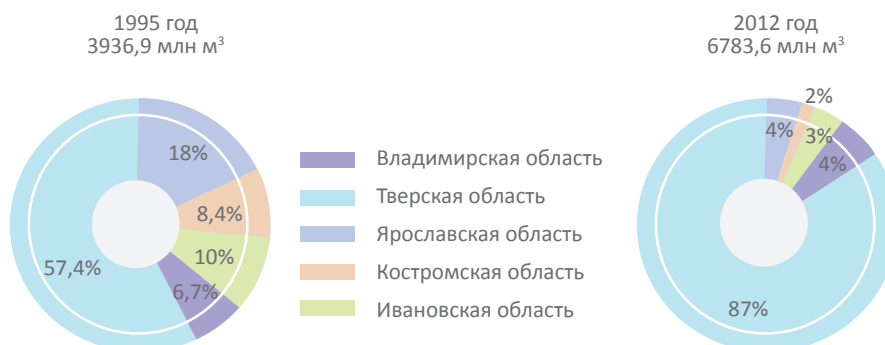 1995 год
3936,9 млн м³
18%
8,4%
10%
6,7%
57,4%
Владимирская область
Тверская область
Ярославская область
Костромская область
Ивановская область
2012 год
6783,6 млн м³
2%
4%
3%
4%
87%